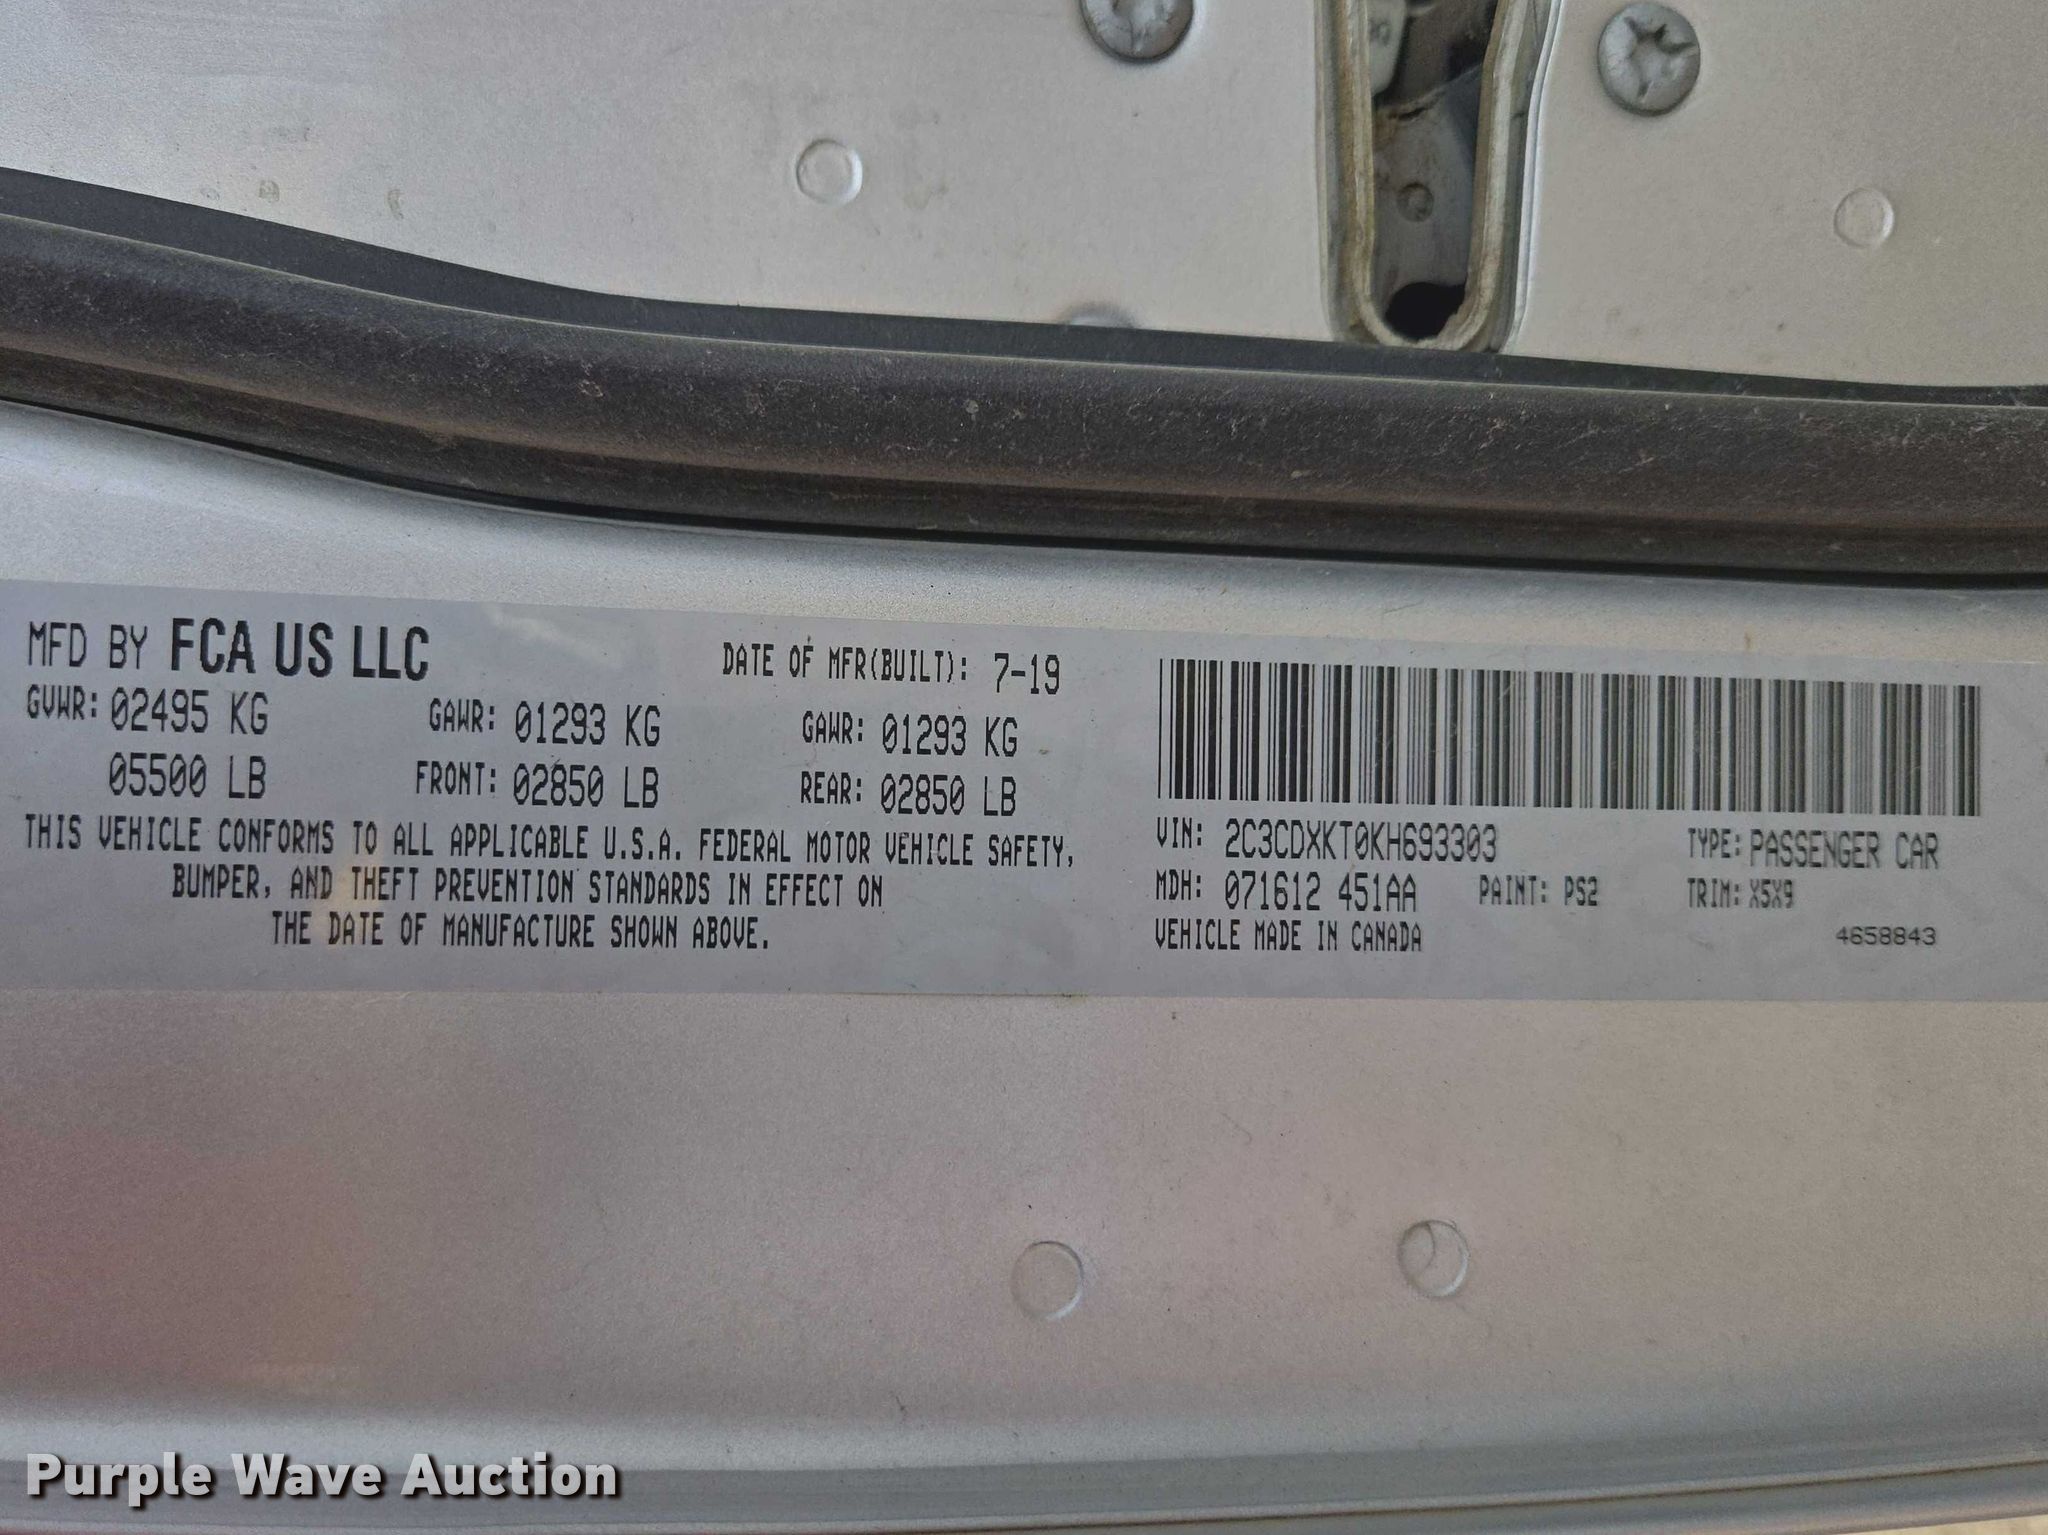 MFD BY FCA US LLC DATE OF MFR(BUILT): 7-19
GVWR: 02495 KG GAWR: 01293 KG GAWR: 01293 KG
05500 LB FRONT: 02850 LB REAR: 02850 LB
THIS VEHICLE CONFORMS TO ALL APPLICABLE U.S.A. FEDERAL MOTOR VEHICLE SAFETY,
BUMPER, AND THEFT PREVENTION STANDARDS IN EFFECT ON
THE DATE OF MANUFACTURE SHOWN ABOVE.
VIN: 2C3CDXKT0KH693303 TYPE: PASSENGER CAR
MDH: 071612 451AA PAINT: PS2 TRIM: X5X9
VEHICLE MADE IN CANADA 4658843
Purple Wave Auction